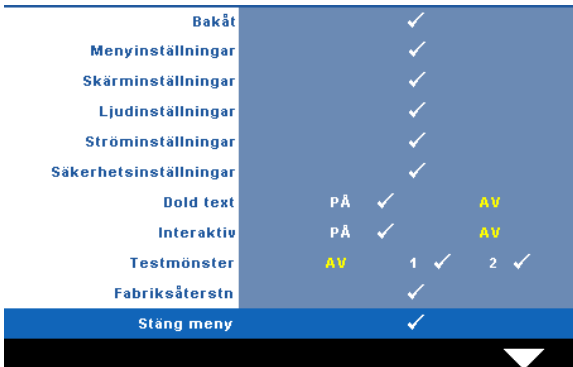 Bakåt
Menyinställningar
Skärminställningar
Ljudinställningar
Ströminställningar
Säkerhetsinställningar
Dold text PÅ AV
Interaktiv PÅ AV
Testmönster AV 1 2
Fabriksåterstn
Stäng meny